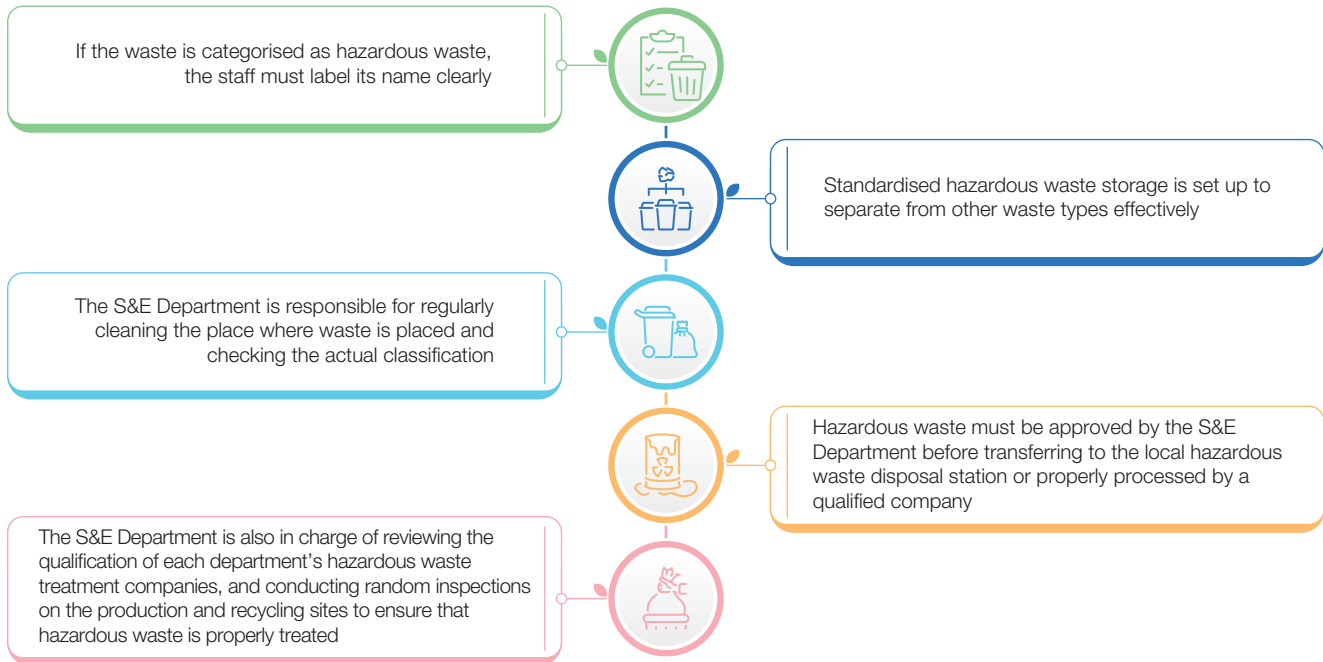 If the waste is categorised as hazardous waste,
the staff must label its name clearly
Standardised hazardous waste storage is set up to
separate from other waste types effectively
The S&E Department is responsible for regularly
cleaning the place where waste is placed and
checking the actual classification
Hazardous waste must be approved by the S&E
Department before transferring to the local hazardous
waste disposal station or properly processed by a
qualified company
The S&E Department is also in charge of reviewing the
qualification of each department's hazardous waste
treatment companies, and conducting random inspections
on the production and recycling sites to ensure that
hazardous waste is properly treated